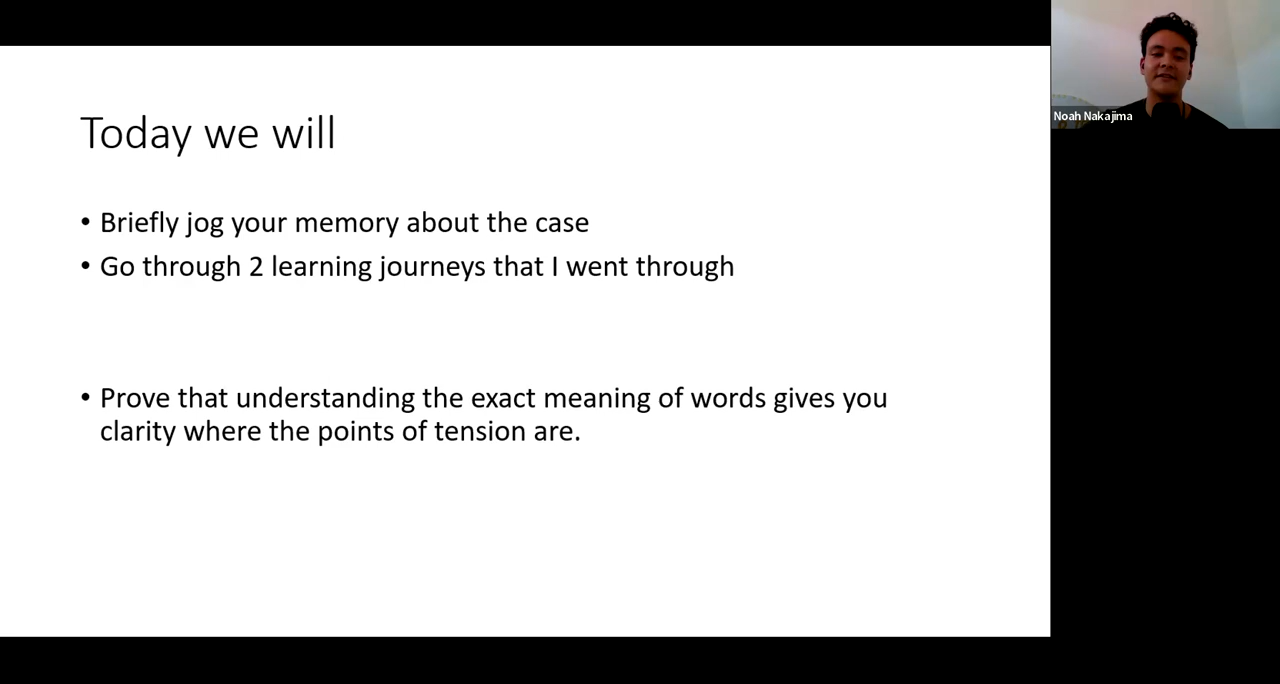 Today we will
• Briefly jog your memory about the case
• Go through 2 learning journeys that I went through
• Prove that understanding the exact meaning of words gives you
clarity where the points of tension are.
Noah Nakajima